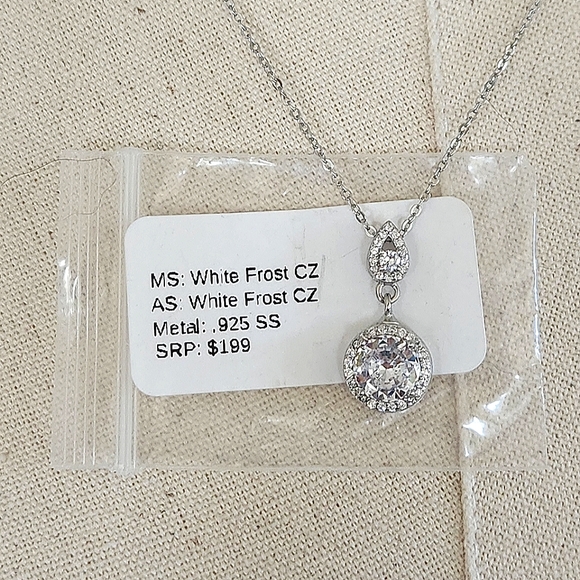 MS: White Frost CZ
AS: White Frost CZ
Metal: .925 SS
SRP: $199